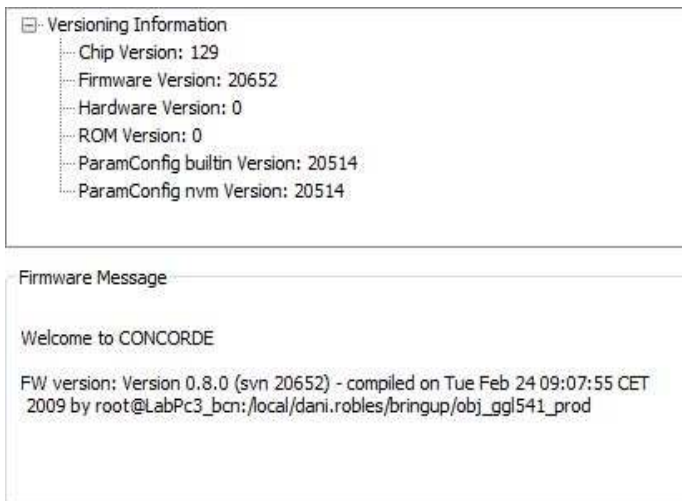 Versioning Information
Chip Version: 129
Firmware Version: 20652
Hardware Version: 0
ROM Version: 0
ParamConfig builtin Version: 20514
ParamConfig nvm Version: 20514
Firmware Message
Welcome to CONCORDE
FW version: Version 0.8.0 (svn 20652) - compiled on Tue Feb 24 09:07:55 CET
2009 by root@LabPc3_bcn:/local/dani.robles/bringup/obj_ggl541_prod